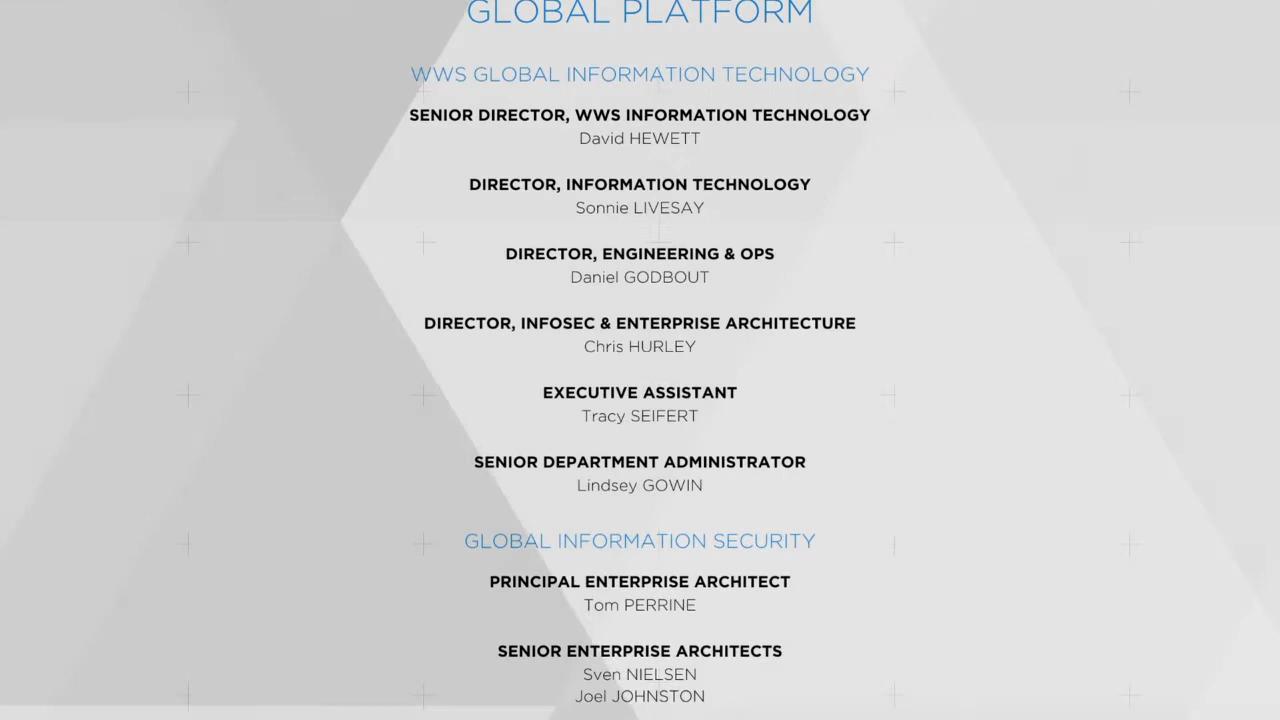 GLOBAL PLATFORM
WWS GLOBAL INFORMATION TECHNOLOGY
SENIOR DIRECTOR, WWS INFORMATION TECHNOLOGY
David HEWETT
DIRECTOR, INFORMATION TECHNOLOGY
Sonnie LIVESAY
DIRECTOR, ENGINEERING & OPS
Daniel GODBOUT
DIRECTOR, INFOSEC & ENTERPRISE ARCHITECTURE
Chris HURLEY
EXECUTIVE ASSISTANT
Tracy SEIFERT
SENIOR DEPARTMENT ADMINISTRATOR
Lindsey GOWIN
GLOBAL INFORMATION SECURITY
PRINCIPAL ENTERPRISE ARCHITECT
Tom PERRINE
SENIOR ENTERPRISE ARCHITECTS
Sven NIELSEN
Joel JOHNSTON